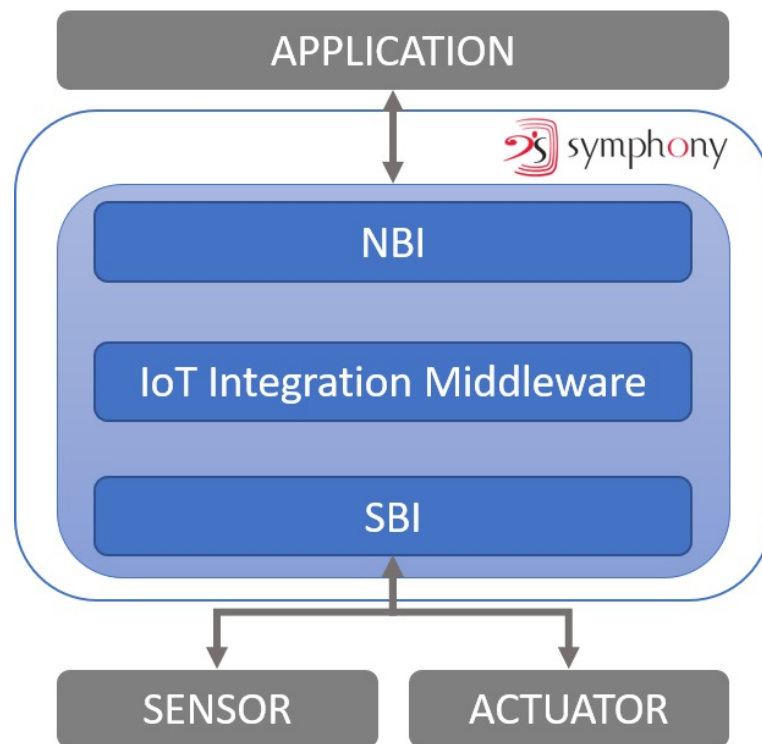 APPLICATION
symphony
NBI
IoT Integration Middleware
SBI
SENSOR
ACTUATOR